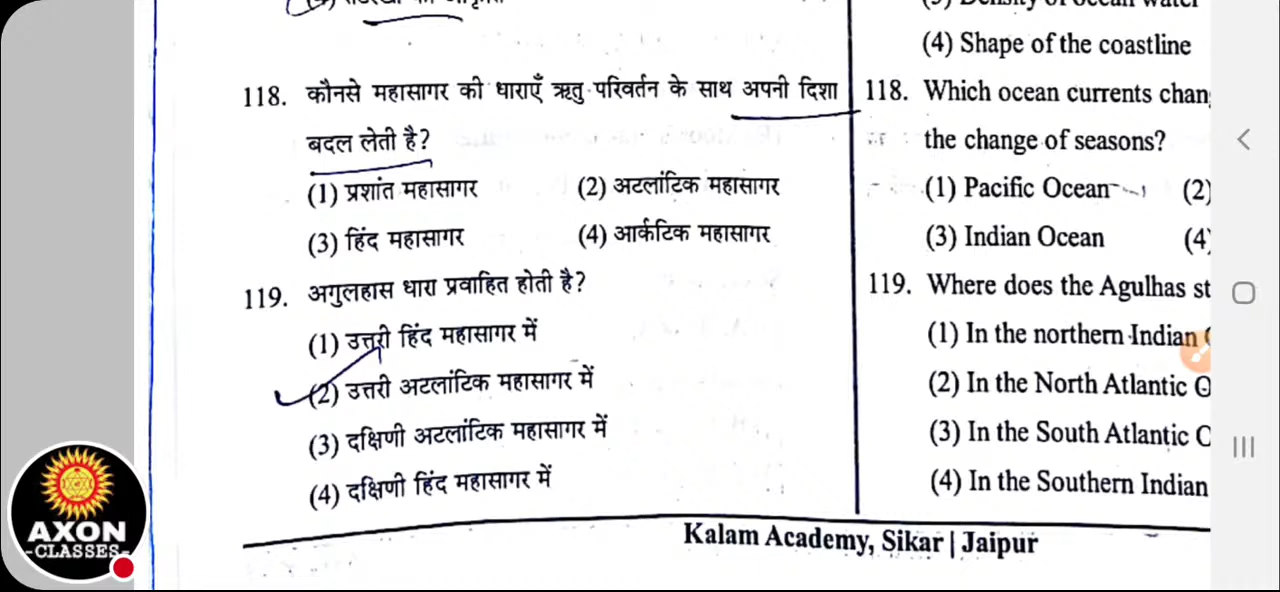 (3) Density of ocean water
(4) Shape of the coastline
118. कौनसे महासागर की धाराएँ ऋतु परिवर्तन के साथ अपनी दिशा
बदल लेती है?
(1) प्रशांत महासागर (2) अटलांटिक महासागर
(3) हिंद महासागर (4) आर्कटिक महासागर
119. अगुलहास धारा प्रवाहित होती है?
(1) उत्तरी हिंद महासागर में
(2) उत्तरी अटलांटिक महासागर में
(3) दक्षिणी अटलांटिक महासागर में
(4) दक्षिणी हिंद महासागर में
118. Which ocean currents chan
the change of seasons?
(1) Pacific Ocean (2)
(3) Indian Ocean (4)
119. Where does the Agulhas st
(1) In the northern Indian
(2) In the North Atlantic O
(3) In the South Atlantic C
(4) In the Southern Indian
Kalam Academy, Sikar | Jaipur
AXON
-CLASSES-